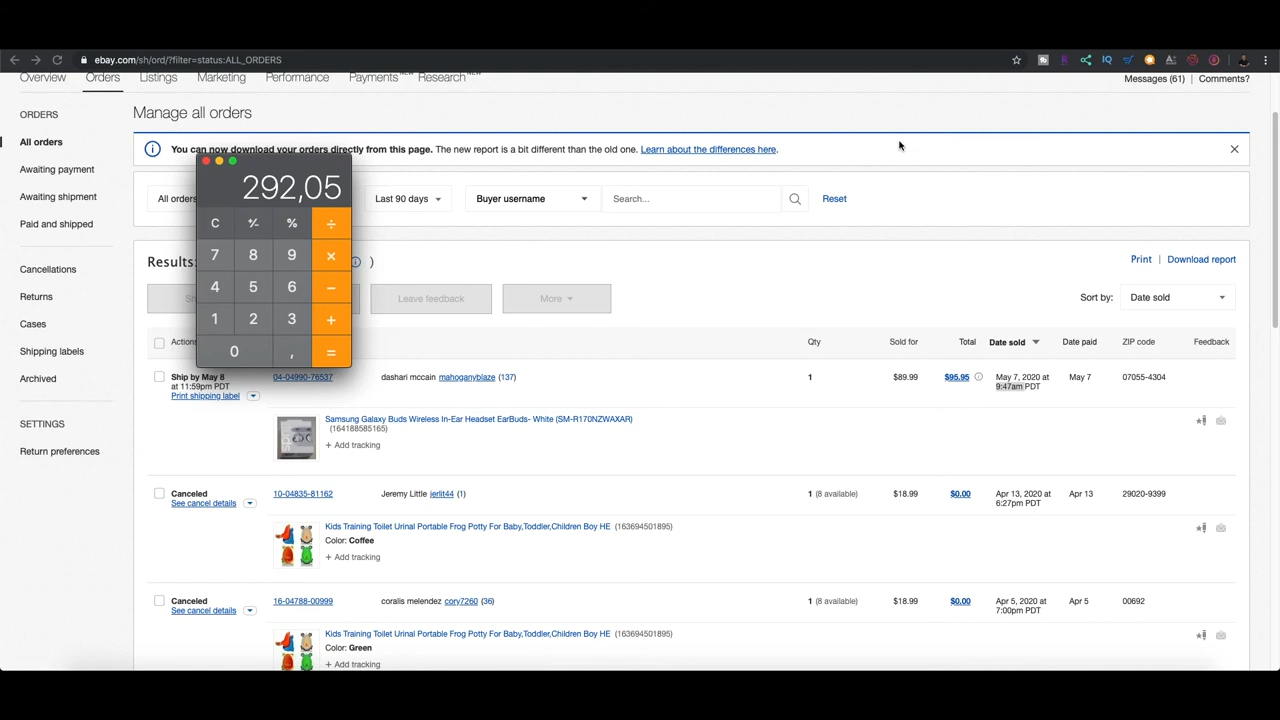 ebay.com/sh/ord/?filter=status:ALL_ORDERS
Overview Orders Listings Marketing Performance Payments NEW Research NEW
Messages (61) | Comments?
ORDERS
All orders
Awaiting payment
Awaiting shipment
Paid and shipped
Cancellations
Returns
Cases
Shipping labels
Archived
SETTINGS
Return preferences
Manage all orders
You can now download your orders directly from this page. The new report is a bit different than the old one. Learn about the differences here.
All orders Last 90 days Buyer username Search... Reset
292,05
C +⁄- % ÷
7 8 9 ×
4 5 6 −
1 2 3 +
0 , =
Results: )
Print | Download report
Leave feedback More
Sort by: Date sold
Actions Qty Sold for Total Date sold Date paid ZIP code Feedback
Ship by May 8 04-04990-76537 dashari mccain mahoganyblaze (137) 1 $89.99 $95.95 May 7, 2020 at May 7 07055-4304
at 11:59pm PDT 9:47am PDT
Print shipping label
Samsung Galaxy Buds Wireless In-Ear Headset EarBuds- White (SM-R170NZWAXAR)
(164188585165)
+ Add tracking
Canceled 10-04835-81162 Jeremy Little jerlit44 (1) 1 (8 available) $18.99 $0.00 Apr 13, 2020 at Apr 13 29020-9399
See cancel details 6:27pm PDT
Kids Training Toilet Urinal Portable Frog Potty For Baby,Toddler,Children Boy HE (163694501895)
Color: Coffee
+ Add tracking
Canceled 16-04788-00999 coralis melendez cory7260 (36) 1 (8 available) $18.99 $0.00 Apr 5, 2020 at Apr 5 00692
See cancel details 7:00pm PDT
Kids Training Toilet Urinal Portable Frog Potty For Baby,Toddler,Children Boy HE (163694501895)
Color: Green
+ Add tracking